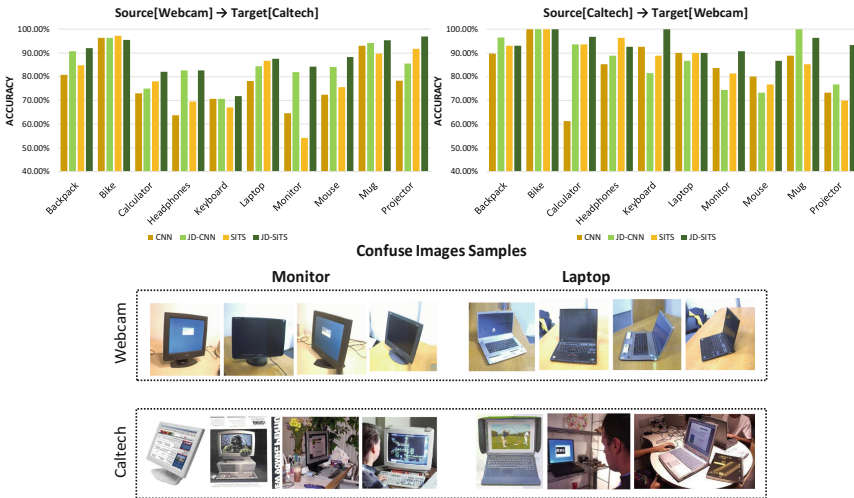 Source[Webcam] → Target[Caltech]
100.00%
90.00%
80.00%
70.00%
60.00%
50.00%
40.00%
ACCURACY
Backpack
Bike
Calculator
Headphones
Keyboard
Laptop
Monitor
Mouse
Mug
Projector
CNN JD-CNN SITS JD-SITS
Source[Caltech] → Target[Webcam]
100.00%
90.00%
80.00%
70.00%
60.00%
50.00%
40.00%
ACCURACY
Backpack
Bike
Calculator
Headphones
Keyboard
Laptop
Monitor
Mouse
Mug
Projector
CNN JD-CNN SITS JD-SITS
Confuse Images Samples
Monitor Laptop
Webcam
Caltech